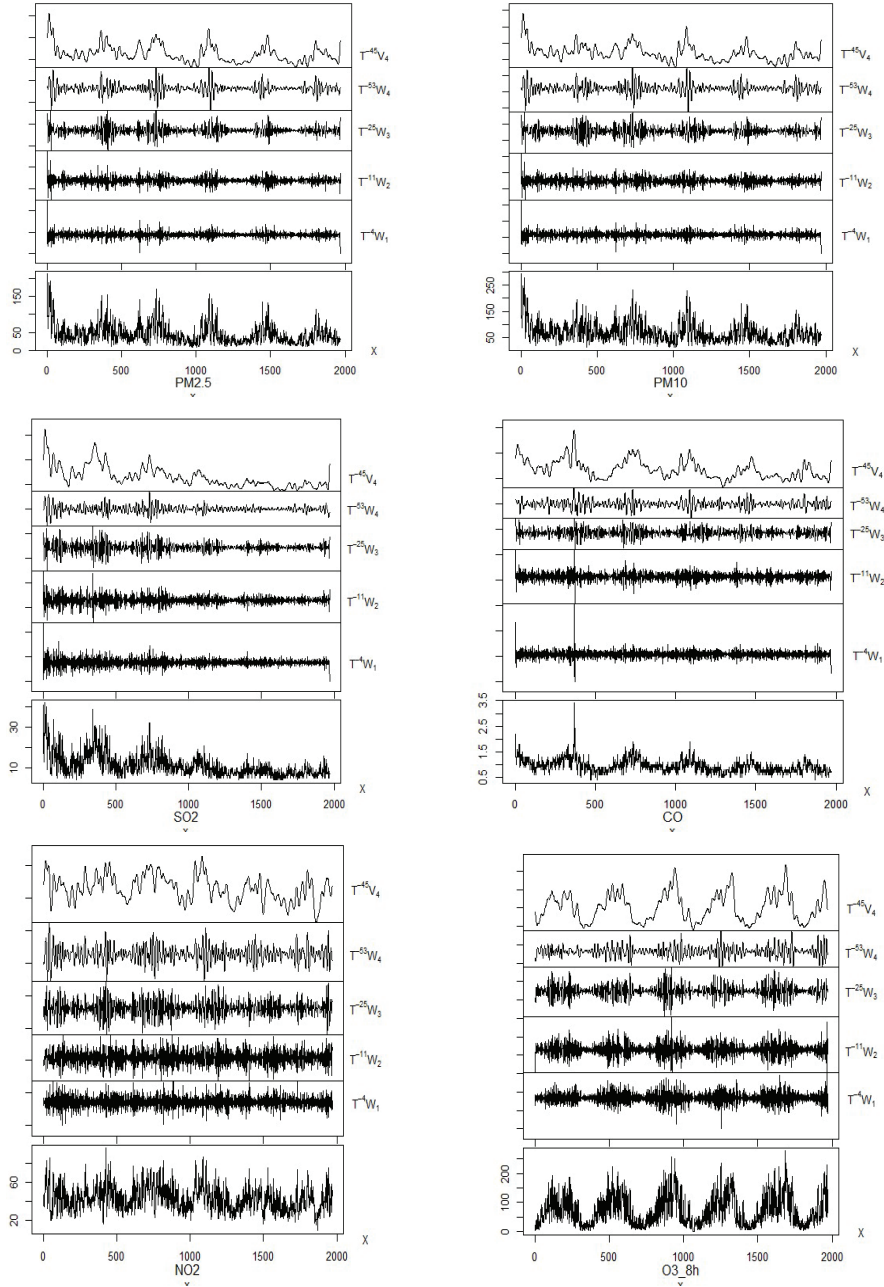 T⁻⁴⁵V₄
T⁻⁵³W₄
T⁻²⁵W₃
T⁻¹¹W₂
T⁻⁴W₁
150
50
0
X
0 500 1000 1500 2000
PM2.5
x
T⁻⁴⁵V₄
T⁻⁵³W₄
T⁻²⁵W₃
T⁻¹¹W₂
T⁻⁴W₁
250
150
50
X
0 500 1000 1500 2000
PM10
x
T⁻⁴⁵V₄
T⁻⁵³W₄
T⁻²⁵W₃
T⁻¹¹W₂
T⁻⁴W₁
30
10
X
0 500 1000 1500 2000
SO2
x
T⁻⁴⁵V₄
T⁻⁵³W₄
T⁻²⁵W₃
T⁻¹¹W₂
T⁻⁴W₁
3.5
2.5
1.5
0.5
X
0 500 1000 1500 2000
CO
x
T⁻⁴⁵V₄
T⁻⁵³W₄
T⁻²⁵W₃
T⁻¹¹W₂
T⁻⁴W₁
60
20
X
0 500 1000 1500 2000
NO2
x
T⁻⁴⁵V₄
T⁻⁵³W₄
T⁻²⁵W₃
T⁻¹¹W₂
T⁻⁴W₁
200
100
0
X
0 500 1000 1500 2000
O3_8h
x